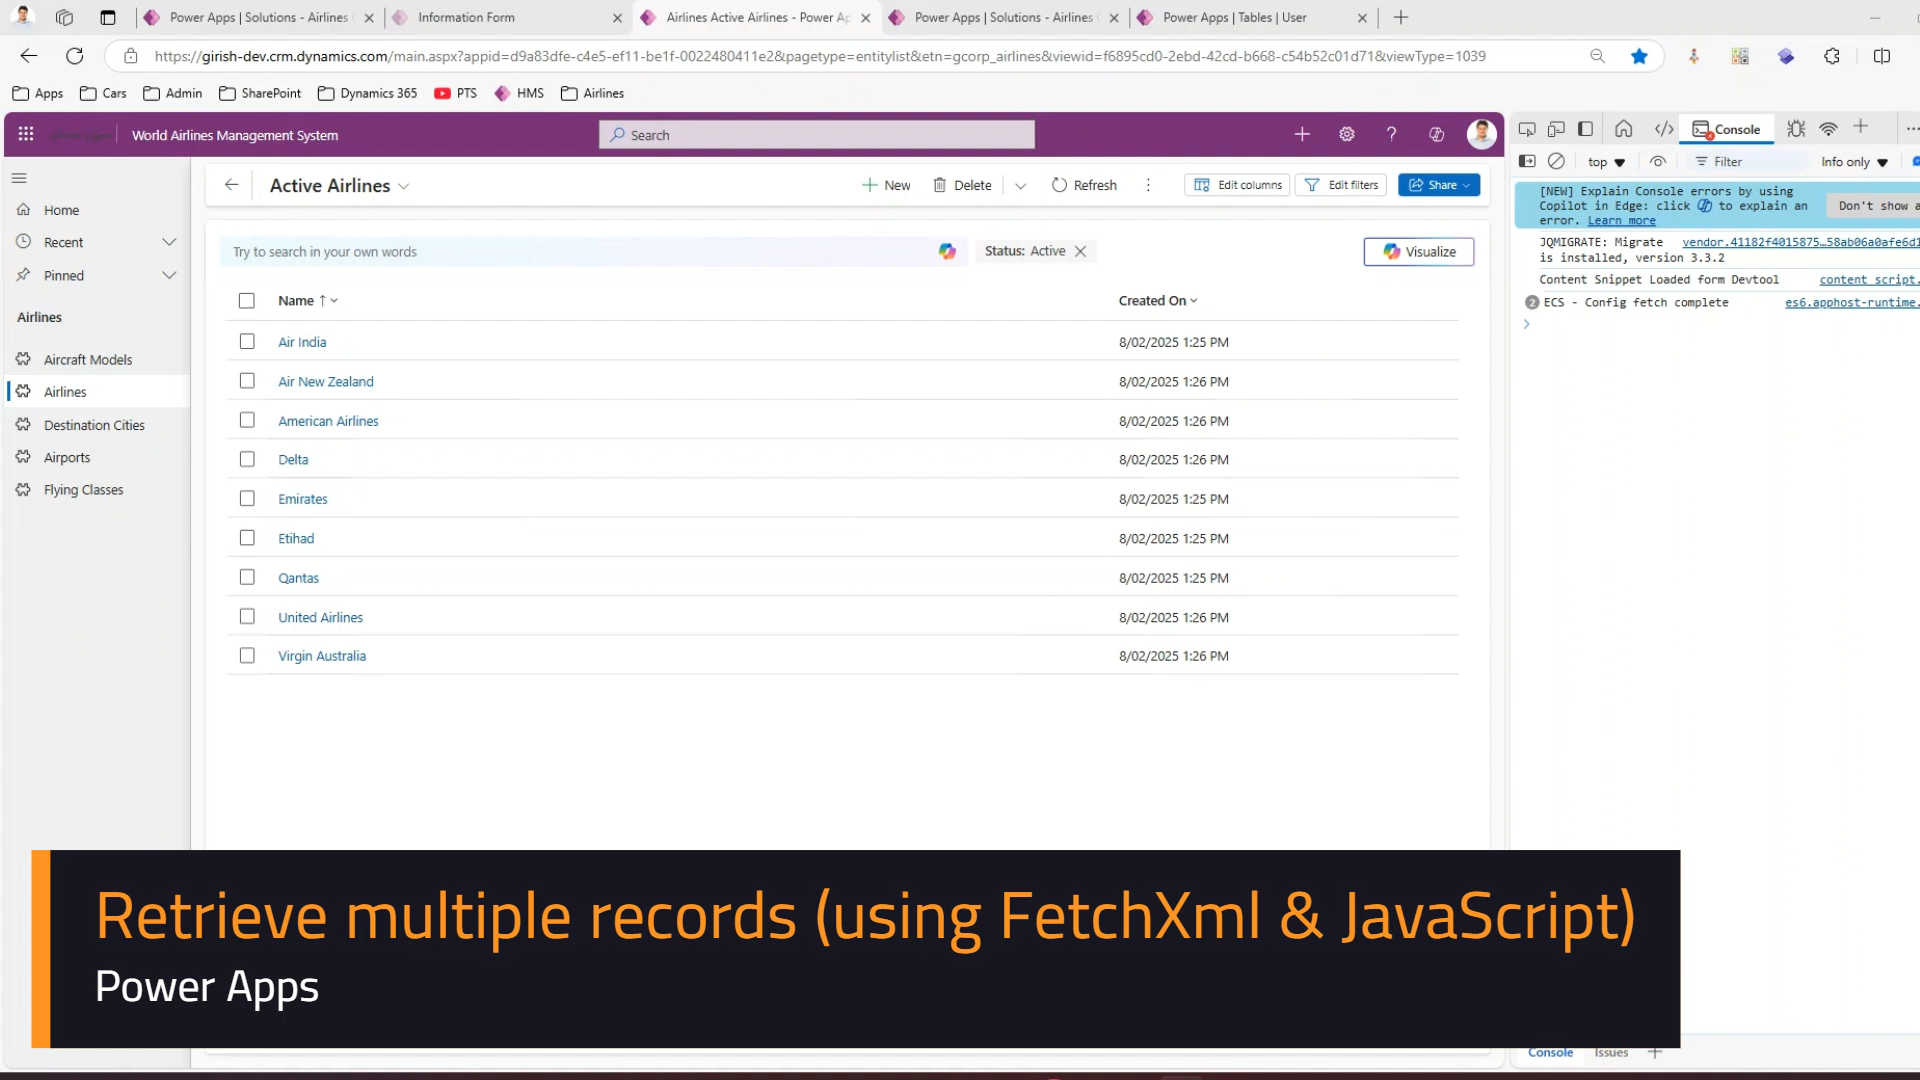 Power Apps | Solutions - Airlines
Information Form
Airlines Active Airlines - Power Ap
Power Apps | Solutions - Airlines
Power Apps | Tables | User
https://girish-dev.crm.dynamics.com/main.aspx?appid=d9a83dfe-c4e5-ef11-be1f-0022480411e2&pagetype=entitylist&etn=gcorp_airlines&viewid=f6895cd0-2ebd-42cd-b668-c54b52c01d71&viewType=1039
Apps
Cars
Admin
SharePoint
Dynamics 365
PTS
HMS
Airlines
World Airlines Management System
Search
Console
top
Filter
Info only
Home
Recent
Pinned
Airlines
Aircraft Models
Airlines
Destination Cities
Airports
Flying Classes
Active Airlines
New
Delete
Refresh
Edit columns
Edit filters
Share
Try to search in your own words
Status: Active
Visualize
Name ↑
Created On
Air India 8/02/2025 1:25 PM
Air New Zealand 8/02/2025 1:26 PM
American Airlines 8/02/2025 1:26 PM
Delta 8/02/2025 1:26 PM
Emirates 8/02/2025 1:25 PM
Etihad 8/02/2025 1:25 PM
Qantas 8/02/2025 1:25 PM
United Airlines 8/02/2025 1:26 PM
Virgin Australia 8/02/2025 1:26 PM
[NEW] Explain Console errors by using
Copilot in Edge: click to explain an
error. Learn more
Don't show a
JQMIGRATE: Migrate vendor.41182f4015875…58ab06a0afe6d1
is installed, version 3.3.2
Content Snippet Loaded form Devtool content script.
2 ECS - Config fetch complete es6.apphost-runtime.
Retrieve multiple records (using FetchXml & JavaScript)
Power Apps
Console
Issues